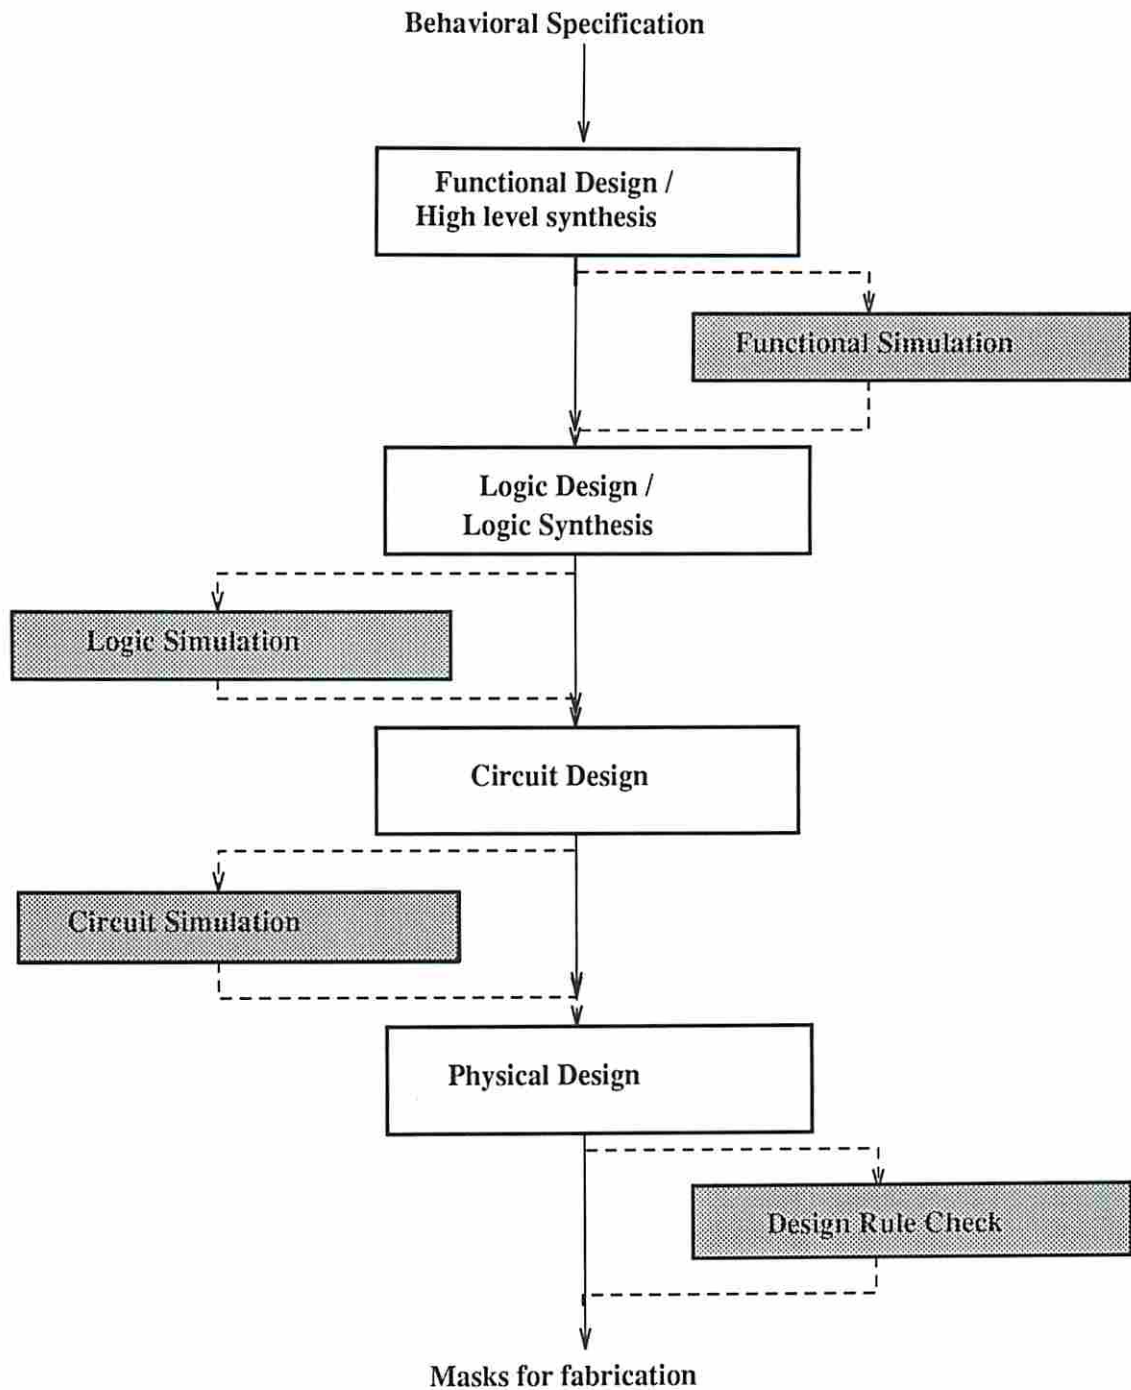 Behavioral Specification
Functional Design /
High level synthesis
Functional Simulation
Logic Design /
Logic Synthesis
Logic Simulation
Circuit Design
Circuit Simulation
Physical Design
Design Rule Check
Masks for fabrication